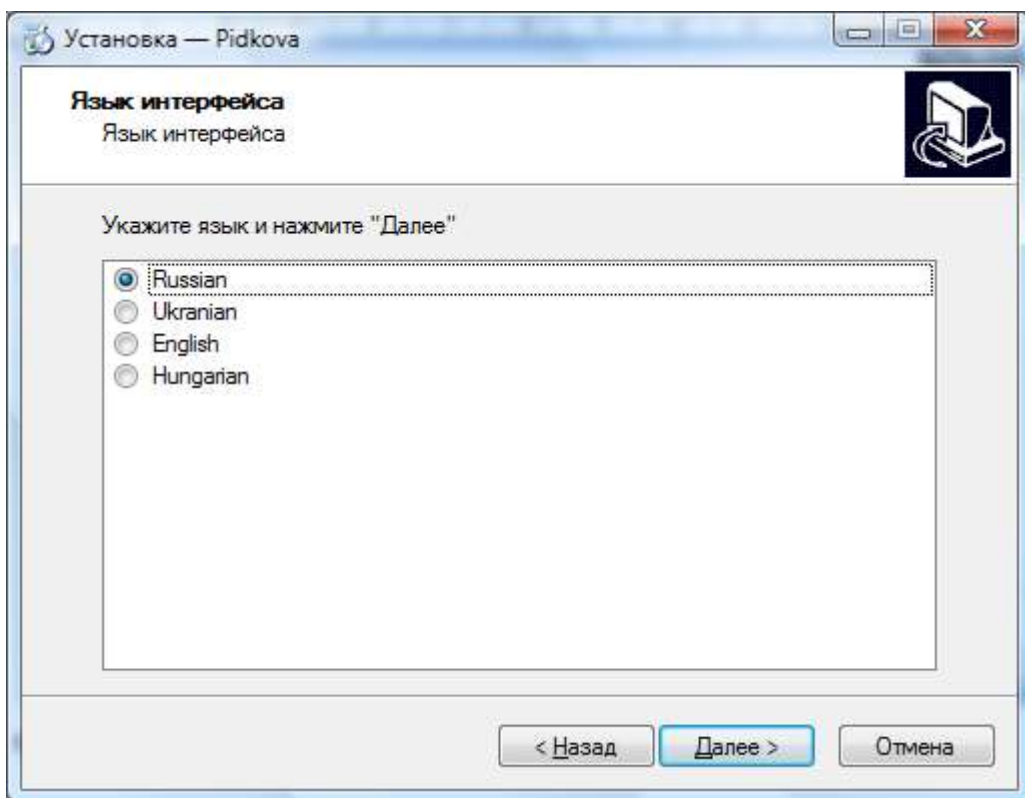 Установка — Pidkova
Язык интерфейса
Язык интерфейса
Укажите язык и нажмите "Далее"
Russian
Ukranian
English
Hungarian
< Назад Далее > Отмена